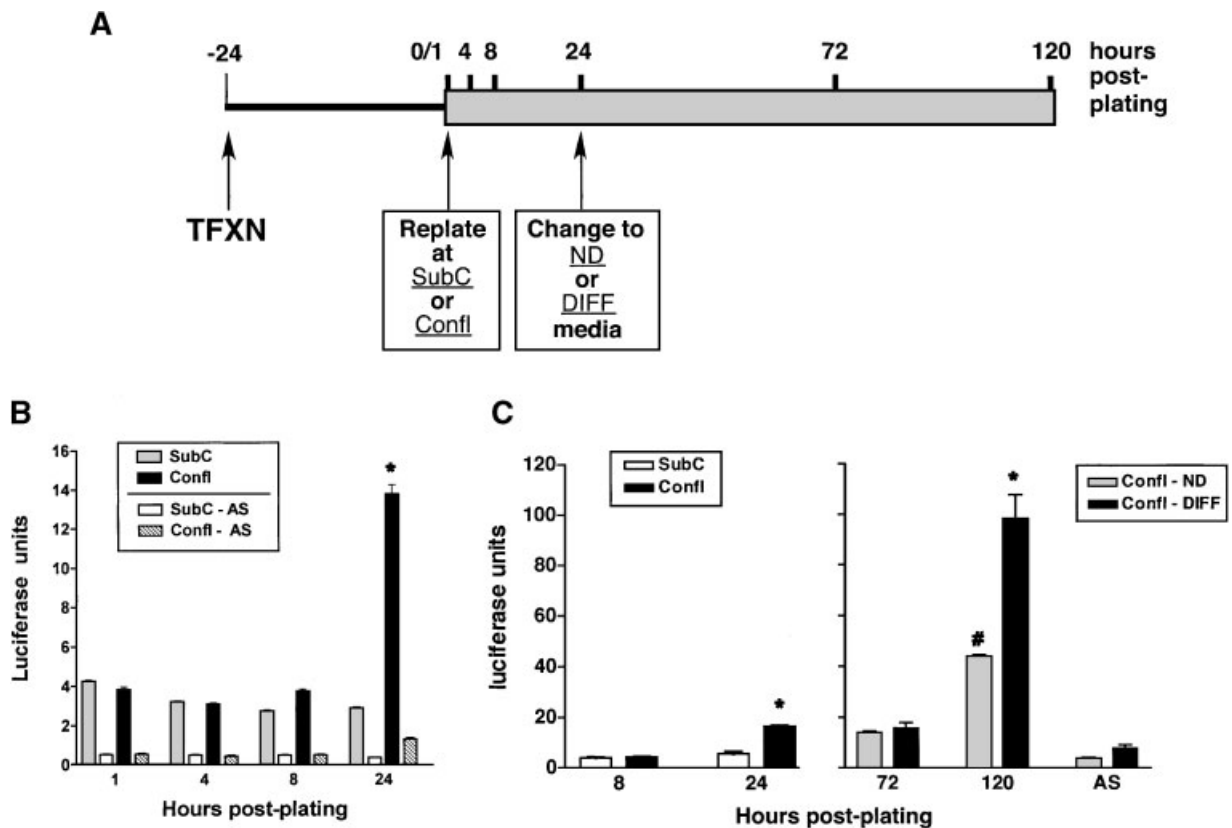 A
-24 0/1 4 8 24 72 120 hours
post-
plating
TFXN
Replate
at
SubC
or
Confl
Change to
ND
or
DIFF
media
B
SubC
Confl
SubC - AS
Confl - AS
*
Luciferase units
16
14
12
10
8
6
4
2
0
1 4 8 24
Hours post-plating
C
SubC
Confl
Confl - ND
Confl - DIFF
luciferase units
120
100
80
60
40
20
0
*
#
*
8 24
72 120 AS
Hours post-plating
Hours post-plating